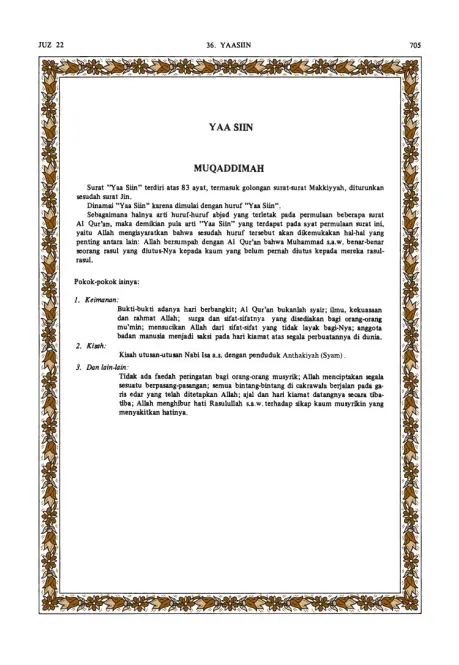 JUZ 22 36. YAASIIN 705
YAA SIIN
MUQADDIMAH
Surat "Yaa Siin" terdiri atas 83 ayat, termasuk golongan surat-surat Makkiyyah, diturunkan
sesudah surat Jin.
Dinamai "Yaa Siin" karena dimulai dengan huruf "Yaa Siin".
Sebagaimana halnya arti huruf-huruf abjad yang terletak pada permulaan beberapa surat
Al Qur'an, maka demikian pula arti "Yaa Siin" yang terdapat pada ayat permulaan surat ini,
yaitu Allah mengisyaratkan bahwa sesudah huruf tersebut akan dikemukakan hal-hal yang
penting antara lain: Allah bersumpah dengan Al Qur'an bahwa Muhammad s.a.w. benar-benar
seorang rasul yang diutus-Nya kepada kaum yang belum pernah diutus kepada mereka rasul-
rasul.
Pokok-pokok isinya:
1. Keimanan:
Bukti-bukti adanya hari berbangkit; Al Qur'an bukanlah syair; ilmu, kekuasaan
dan rahmat Allah; surga dan sifat-sifatnya yang disediakan bagi orang-orang
mu'min; mensucikan Allah dari sifat-sifat yang tidak layak bagi-Nya; anggota
badan manusia menjadi saksi pada hari kiamat atas segala perbuatannya di dunia.
2. Kisah:
Kisah utusan-utusan Nabi Isa a.s. dengan penduduk Anthakiyah (Syam).
3. Dan lain-lain:
Tidak ada faedah peringatan bagi orang-orang musyrik; Allah menciptakan segala
sesuatu berpasang-pasangan; semua bintang-bintang di cakrawala berjalan pada ga-
ris edar yang telah ditetapkan Allah; ajal dan hari kiamat datangnya secara tiba-
tiba; Allah menghibur hati Rasulullah s.a.w. terhadap sikap kaum musyrikin yang
menyakitkan hatinya.